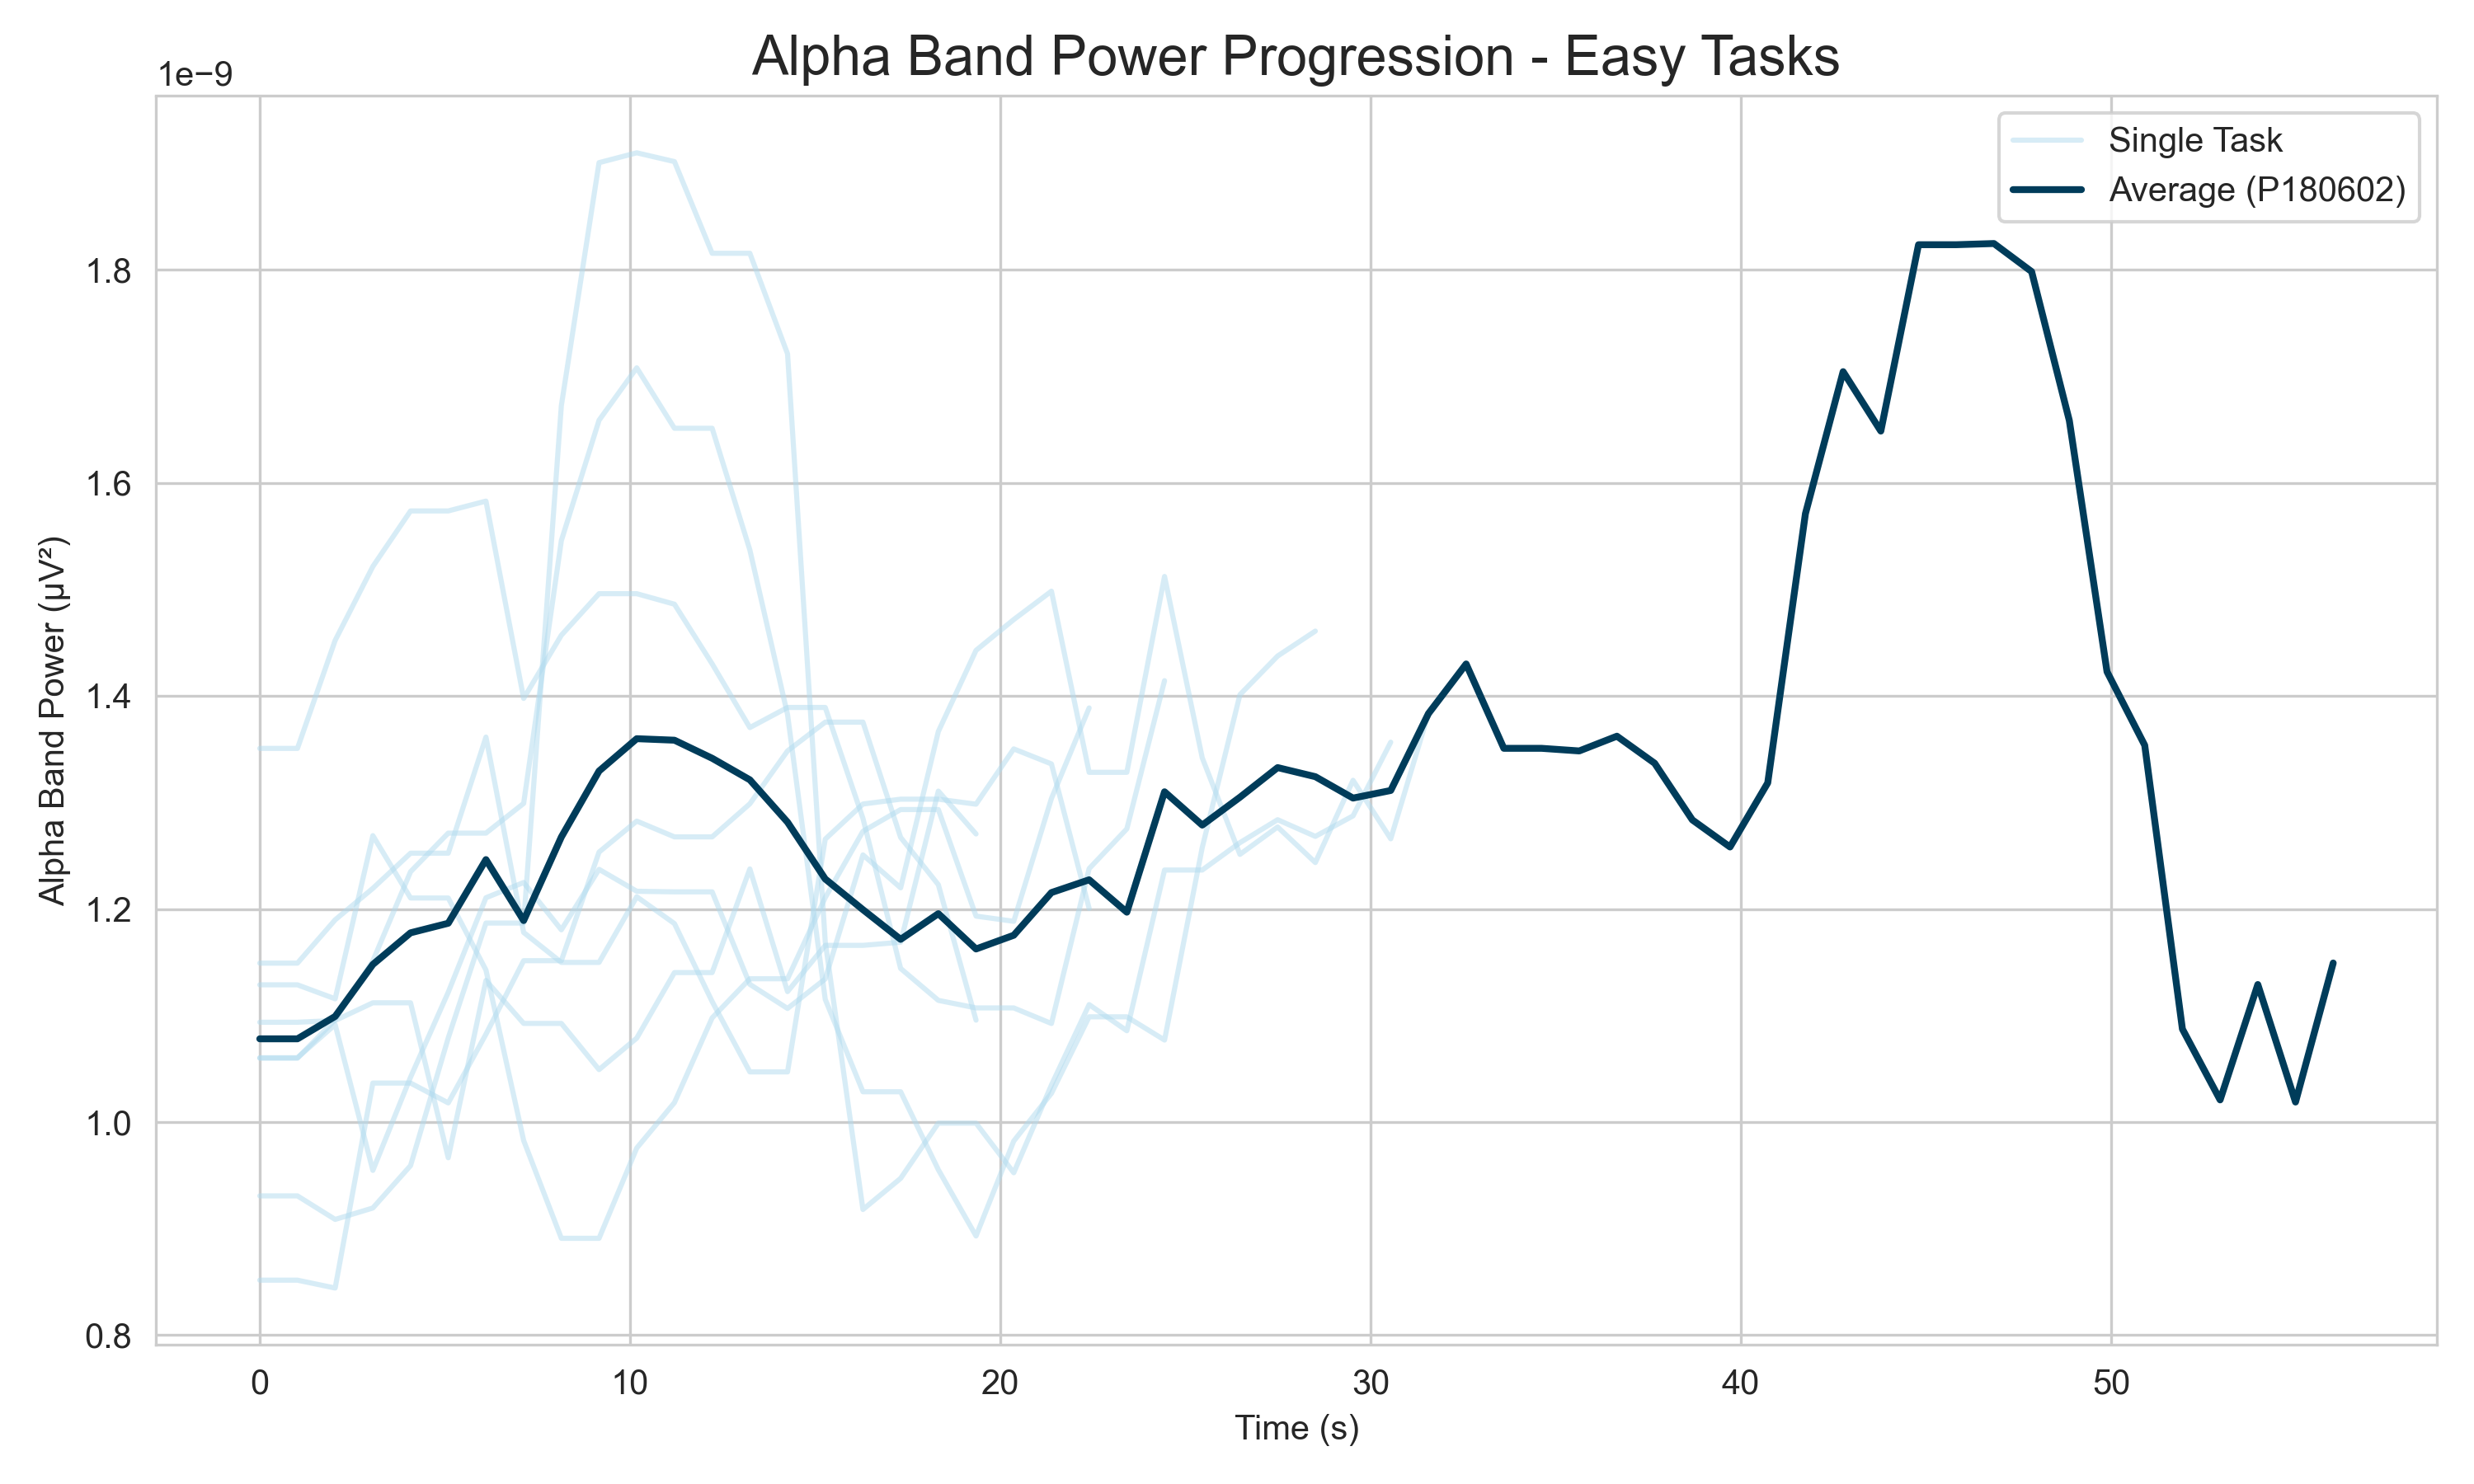 Alpha Band Power Progression - Easy Tasks
1e−9
Single Task
Average (P180602)
Alpha Band Power (µV²)
1.8
1.6
1.4
1.2
1.0
0.8
0
10
20
30
40
50
Time (s)